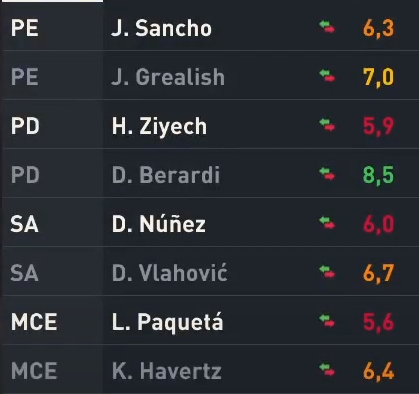 PE J. Sancho 6,3
PE J. Grealish 7,0
PD H. Ziyech 5,9
PD D. Berardi 8,5
SA D. Núñez 6,0
SA D. Vlahović 6,7
MCE L. Paquetá 5,6
MCE K. Havertz 6,4